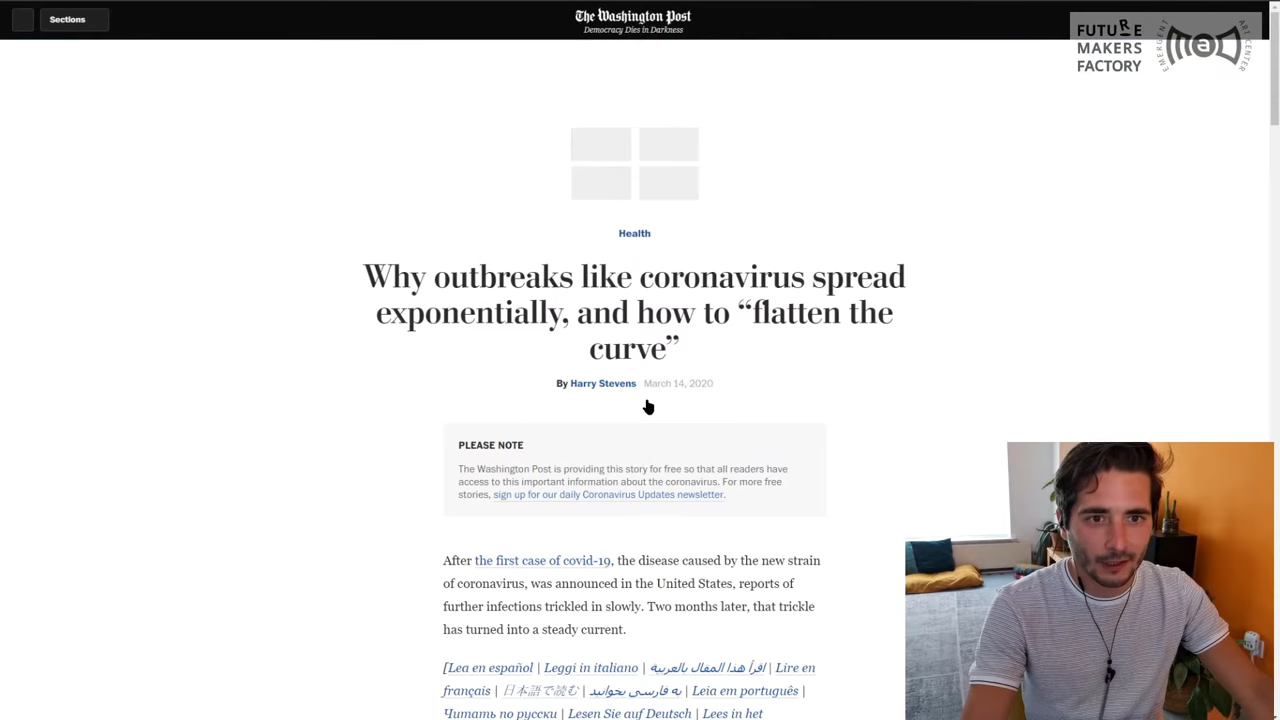 Sections
The Washington Post
Democracy Dies in Darkness
FUTURE
MAKERS
FACTORY
EMERGENT
a
ART CENTER
Health
Why outbreaks like coronavirus spread
exponentially, and how to “flatten the
curve”
By Harry Stevens March 14, 2020
PLEASE NOTE
The Washington Post is providing this story for free so that all readers have
access to this important information about the coronavirus. For more free
stories, sign up for our daily Coronavirus Updates newsletter.
After the first case of covid-19, the disease caused by the new strain
of coronavirus, was announced in the United States, reports of
further infections trickled in slowly. Two months later, that trickle
has turned into a steady current.
[Lea en español | Leggi in italiano | اقرأ هذا المقال بالعربية | Lire en
français | 日本語で読む | به فارسی بخوانید | Leia em português |
Читать по русски | Lesen Sie auf Deutsch | Lees in het